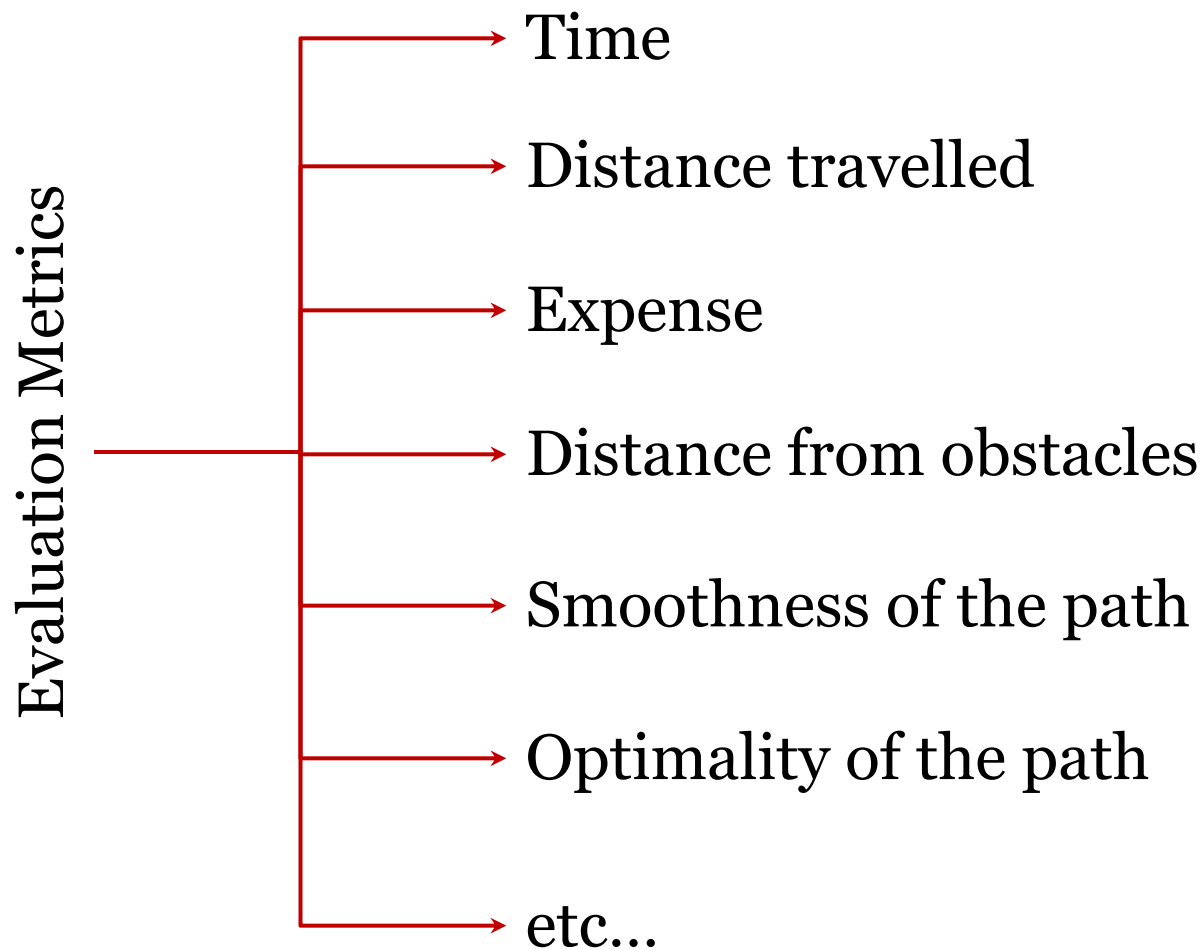 Evaluation Metrics
Time
Distance travelled
Expense
Distance from obstacles
Smoothness of the path
Optimality of the path
etc...